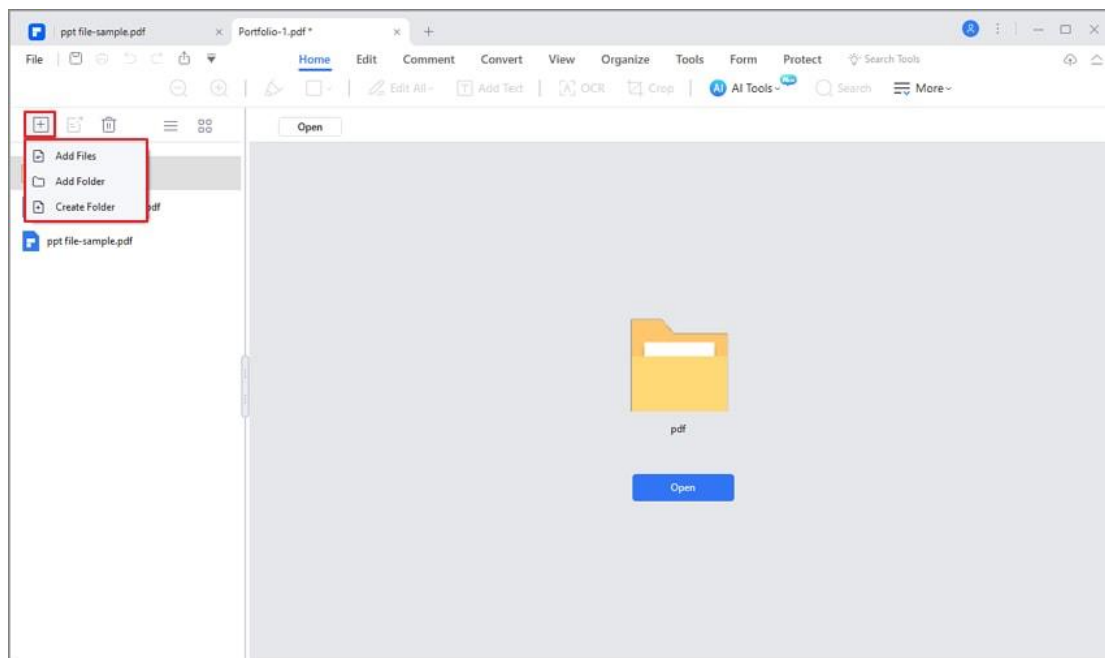 ppt file-sample.pdf Portfolio-1.pdf *
File Home Edit Comment Convert View Organize Tools Form Protect Search Tools
Edit All Add Text OCR Crop AI Tools Search More
Open
Add Files
Add Folder
Create Folder pdf
ppt file-sample.pdf
pdf
Open